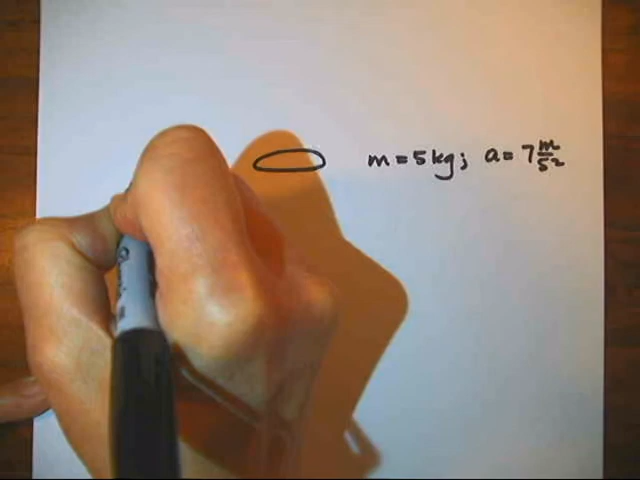 m = 5 kg ; a = 7 m/s²